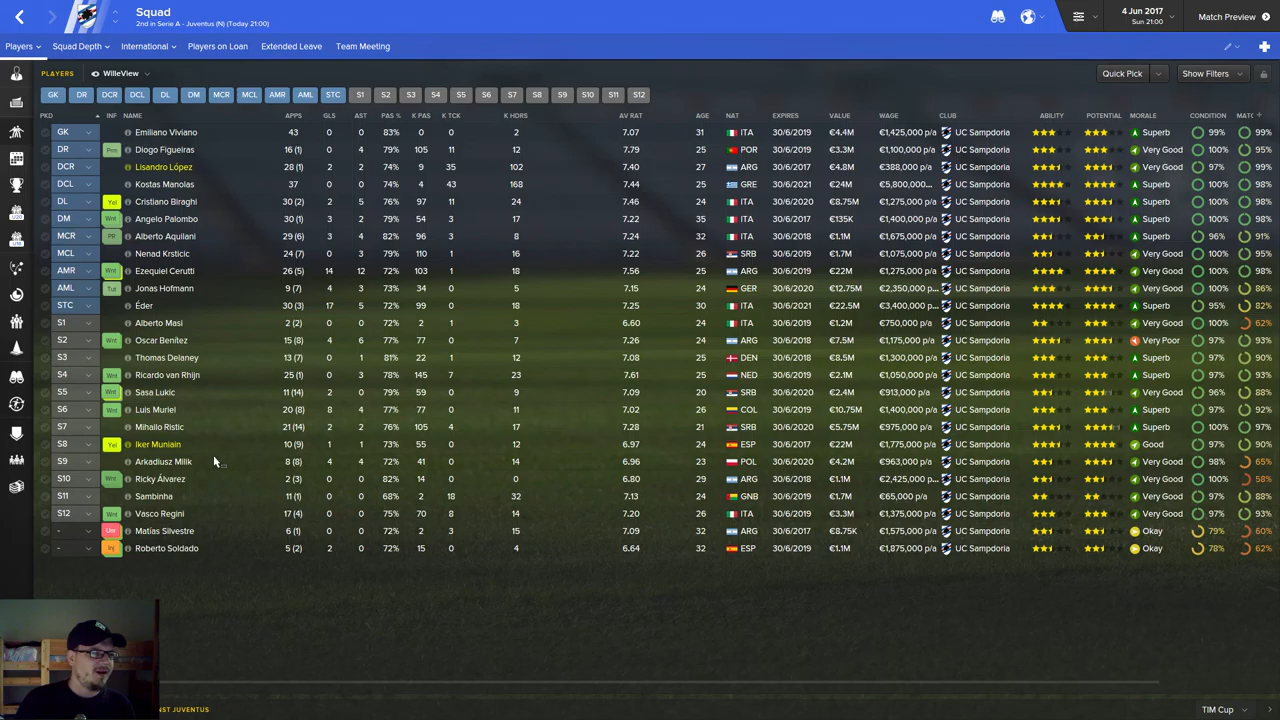 Squad
2nd in Serie A - Juventus (N) (Today 21:00)
4 Jun 2017
Sun 21:00
Match Preview
Players Squad Depth International Players on Loan Extended Leave Team Meeting
PLAYERS WilleView Quick Pick Show Filters
GK DR DCR DCL DL DM MCR MCL AMR AML STC S1 S2 S3 S4 S5 S6 S7 S8 S9 S10 S11 S12
PKD INF NAME APPS GLS AST PAS % K PAS K TCK K HDRS AV RAT AGE NAT EXPIRES VALUE WAGE CLUB ABILITY POTENTIAL MORALE CONDITION MATC
GK Emiliano Viviano 43 0 0 83% 0 0 2 7.07 31 ITA 30/6/2019 €4.4M €1,425,000 p/a UC Sampdoria Superb 99% 99%
DR Prm Diogo Figueiras 16 (1) 0 4 79% 105 11 12 7.79 25 POR 30/6/2019 €3.3M €1,100,000 p/a UC Sampdoria Very Good 100% 95%
DCR Lisandro López 28 (1) 2 2 74% 9 35 102 7.40 27 ARG 30/6/2017 €4.8M €388,000 p/a UC Sampdoria Very Good 97% 99%
DCL Kostas Manolas 37 0 0 74% 4 43 168 7.44 25 GRE 30/6/2021 €24M €5,800,000... UC Sampdoria Superb 100% 98%
DL Yel Cristiano Biraghi 30 (2) 2 5 76% 97 11 24 7.46 24 ITA 30/6/2020 €8.75M €1,275,000 p/a UC Sampdoria Superb 100% 98%
DM Wnt Angelo Palombo 30 (1) 3 2 79% 54 3 17 7.22 35 ITA 30/6/2017 €135K €1,400,000 p/a UC Sampdoria Superb 100% 98%
MCR PR Alberto Aquilani 29 (6) 3 4 82% 96 3 8 7.24 32 ITA 30/6/2018 €1.1M €1,675,000 p/a UC Sampdoria Superb 96% 91%
MCL Nenad Krsticic 24 (7) 0 3 79% 110 1 16 7.22 26 SRB 30/6/2019 €1.7M €1,075,000 p/a UC Sampdoria Very Good 100% 95%
AMR Wnt Ezequiel Cerutti 26 (5) 14 12 72% 103 1 18 7.56 25 ARG 30/6/2019 €22M €1,275,000 p/a UC Sampdoria Very Good 100% 98%
AML Tut Jonas Hofmann 9 (7) 4 3 73% 34 0 5 7.15 24 GER 30/6/2020 €12.75M €2,350,000 p... UC Sampdoria Very Good 100% 86%
STC Éder 30 (3) 17 5 72% 99 0 18 7.25 30 ITA 30/6/2021 €22.5M €3,400,000 p... UC Sampdoria Superb 95% 82%
S1 Alberto Masi 2 (2) 0 0 72% 2 1 3 6.60 24 ITA 30/6/2019 €1.2M €750,000 p/a UC Sampdoria Very Good 100% 62%
S2 Wnt Oscar Benítez 15 (8) 4 6 77% 77 0 7 7.26 24 ARG 30/6/2018 €7.5M €1,175,000 p/a UC Sampdoria Very Poor 97% 93%
S3 Thomas Delaney 13 (7) 0 1 81% 22 1 12 7.08 25 DEN 30/6/2018 €8.5M €1,300,000 p/a UC Sampdoria Superb 97% 90%
S4 Wnt Ricardo van Rhijn 25 (1) 0 3 78% 145 7 23 7.61 25 NED 30/6/2019 €2.1M €1,050,000 p/a UC Sampdoria Superb 97% 93%
S5 Wnt Sasa Lukic 11 (14) 2 0 79% 59 0 9 7.09 20 SRB 30/6/2019 €2.4M €913,000 p/a UC Sampdoria Very Good 96% 88%
S6 Wnt Luis Muriel 20 (8) 8 4 77% 77 0 11 7.02 26 COL 30/6/2019 €10.75M €1,400,000 p/a UC Sampdoria Superb 97% 92%
S7 Mihailo Ristic 21 (14) 2 2 76% 105 4 17 7.28 21 SRB 30/6/2019 €5.75M €975,000 p/a UC Sampdoria Superb 100% 97%
S8 Yel Iker Muniain 10 (9) 1 1 73% 55 0 12 6.97 24 ESP 30/6/2017 €22M €1,775,000 p/a UC Sampdoria Good 97% 90%
S9 Arkadiusz Milik 8 (8) 4 4 72% 41 0 14 6.96 23 POL 30/6/2020 €4.2M €963,000 p/a UC Sampdoria Very Good 98% 65%
S10 Wnt Ricky Álvarez 2 (3) 0 0 82% 14 0 0 6.80 29 ARG 30/6/2018 €1.1M €2,425,000 p... UC Sampdoria Very Good 97% 58%
S11 Sambinha 11 (1) 0 0 68% 2 18 32 7.13 24 GNB 30/6/2019 €1.7M €65,000 p/a UC Sampdoria Very Good 97% 88%
S12 Wnt Vasco Regini 17 (4) 0 0 72% 70 8 14 7.20 26 ITA 30/6/2019 €3.3M €1,375,000 p/a UC Sampdoria Very Good 97% 93%
- Unr Matías Silvestre 6 (1) 0 0 72% 2 3 15 7.09 32 ARG 30/6/2017 €8.75K €1,575,000 p/a UC Sampdoria Okay 79% 60%
- Inj Roberto Soldado 5 (2) 2 0 72% 15 0 4 6.64 32 ESP 30/6/2019 €1.1M €1,875,000 p/a UC Sampdoria Okay 78% 62%
NST JUVENTUS TIM Cup